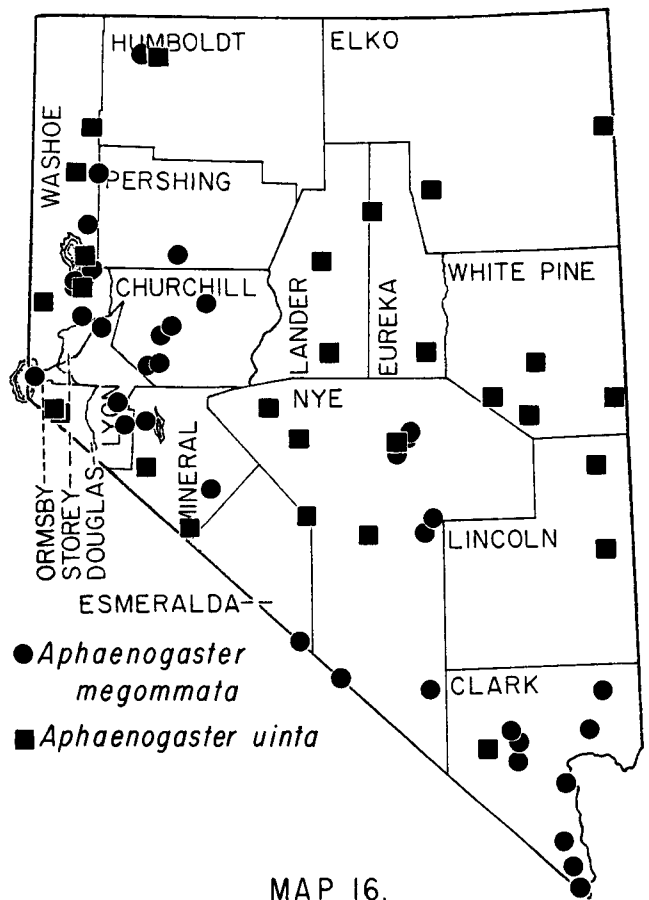 HUMBOLDT
ELKO
WASHOE
PERSHING
CHURCHILL
LANDER
EUREKA
WHITE PINE
NYE
LYON
MINERAL
ORMSBY
STOREY
DOUGLAS
LINCOLN
ESMERALDA
CLARK
Aphaenogaster
megommata
Aphaenogaster uinta
MAP 16.